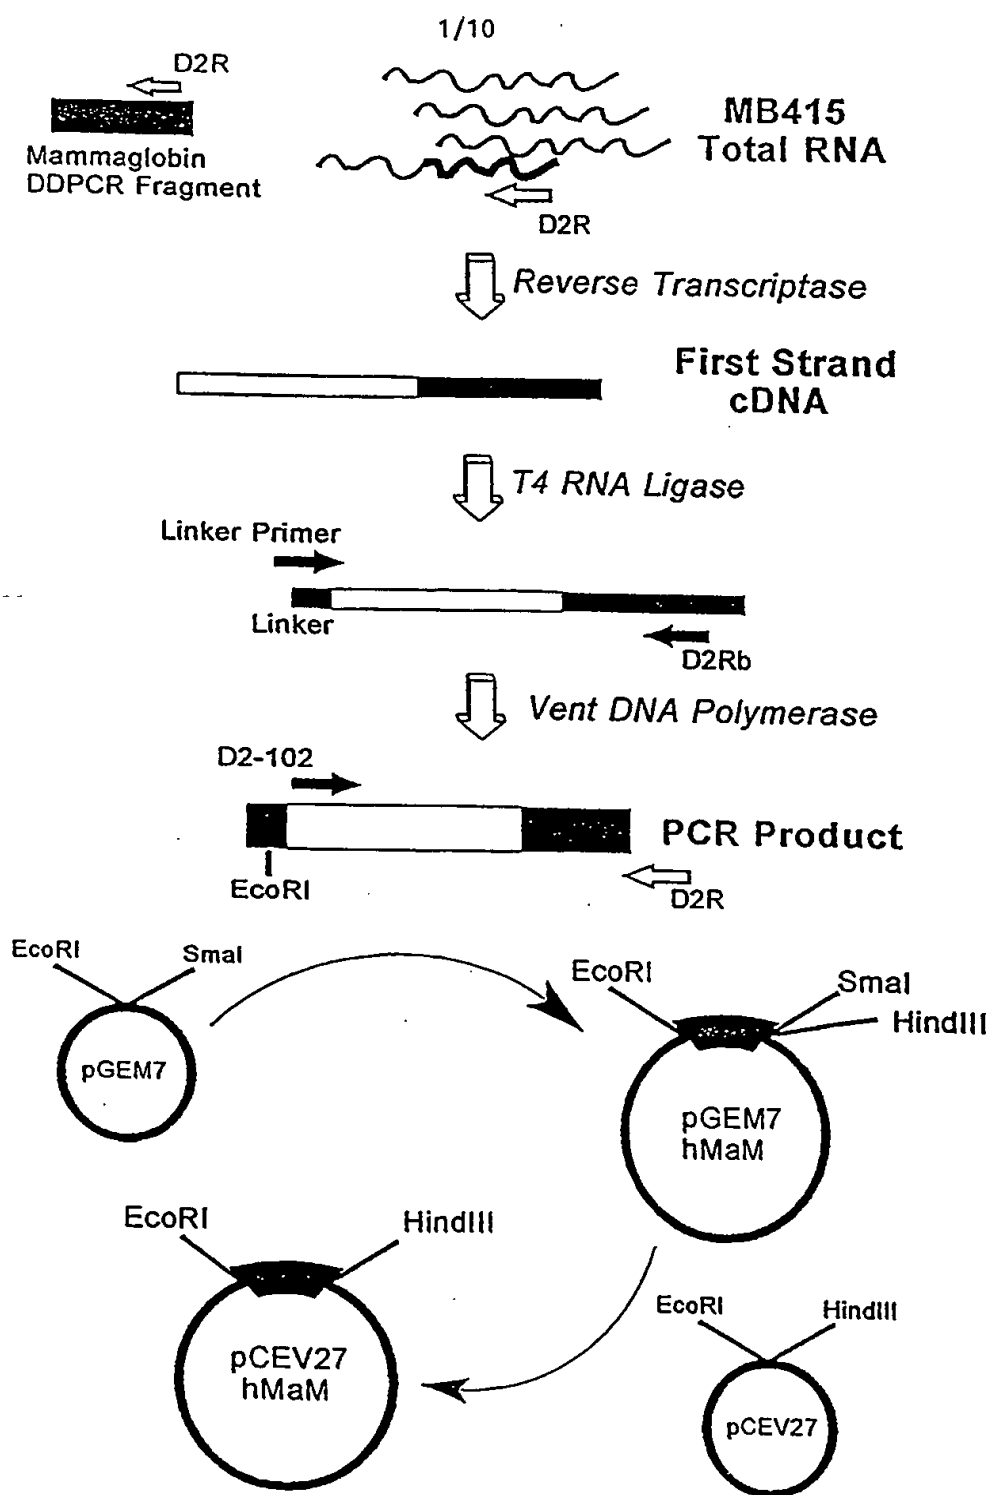 1/10
D2R
Mammaglobin
DDPCR Fragment
MB415
Total RNA
D2R
Reverse Transcriptase
First Strand
cDNA
T4 RNA Ligase
Linker Primer
Linker
D2Rb
Vent DNA Polymerase
D2-102
PCR Product
EcoRI
D2R
EcoRI
SmaI
pGEM7
EcoRI
SmaI
HindIII
pGEM7
hMaM
EcoRI
HindIII
pCEV27
hMaM
EcoRI
HindIII
pCEV27